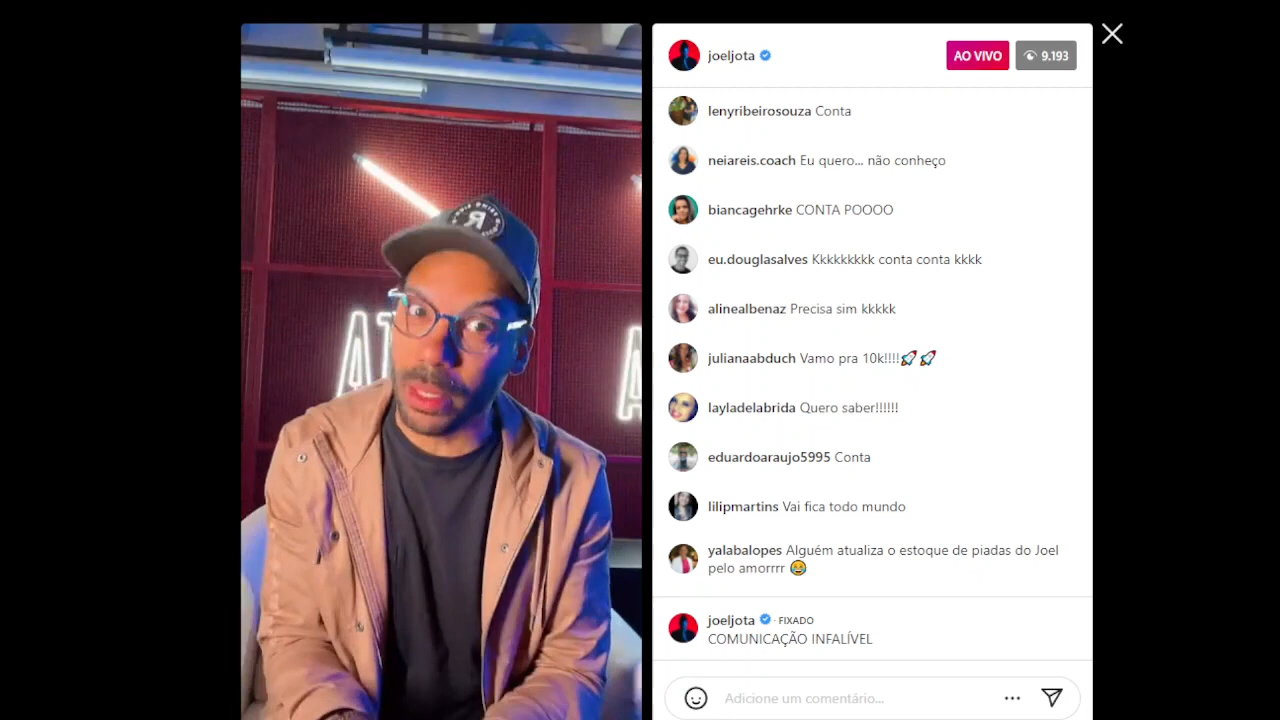 joeljota
AO VIVO
9.193
lenyribeirosouza Conta
neiareis.coach Eu quero... não conheço
biancagehrke CONTA POOOO
eu.douglasalves Kkkkkkkkk conta conta kkkk
alinealbenaz Precisa sim kkkkk
julianaabduch Vamo pra 10k!!!!🚀🚀
layladelabrida Quero saber!!!!!!
eduardoaraujo5995 Conta
lilipmartins Vai fica todo mundo
yalabalopes Alguém atualiza o estoque de piadas do Joel
pelo amorrrr 😂
joeljota · FIXADO
COMUNICAÇÃO INFALÍVEL
Adicione um comentário...